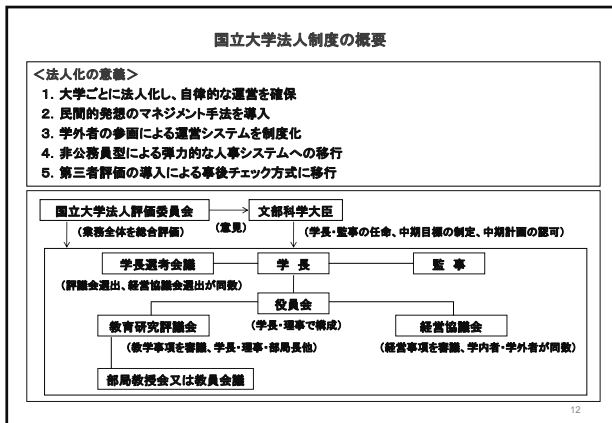 国立大学法人制度の概要
＜法人化の意義＞
1. 大学ごとに法人化し、自律的な運営を確保
2. 民間的発想のマネジメント手法を導入
3. 学外者の参画による運営システムを制度化
4. 非公務員型による弾力的な人事システムへの移行
5. 第三者評価の導入による事後チェック方式に移行
国立大学法人評価委員会
文部科学大臣
(業務全体を総合評価)
(意見)
(学長・監事の任命、中期目標の制定、中期計画の認可)
学長選考会議
学 長
監 事
(評議会選出、経営協議会選出が同数)
役員会
教育研究評議会
(学長・理事で構成)
経営協議会
(教学事項を審議、学長・理事・部局長他)
(経営事項を審議、学内者・学外者が同数)
部局教授会又は教員会議
12